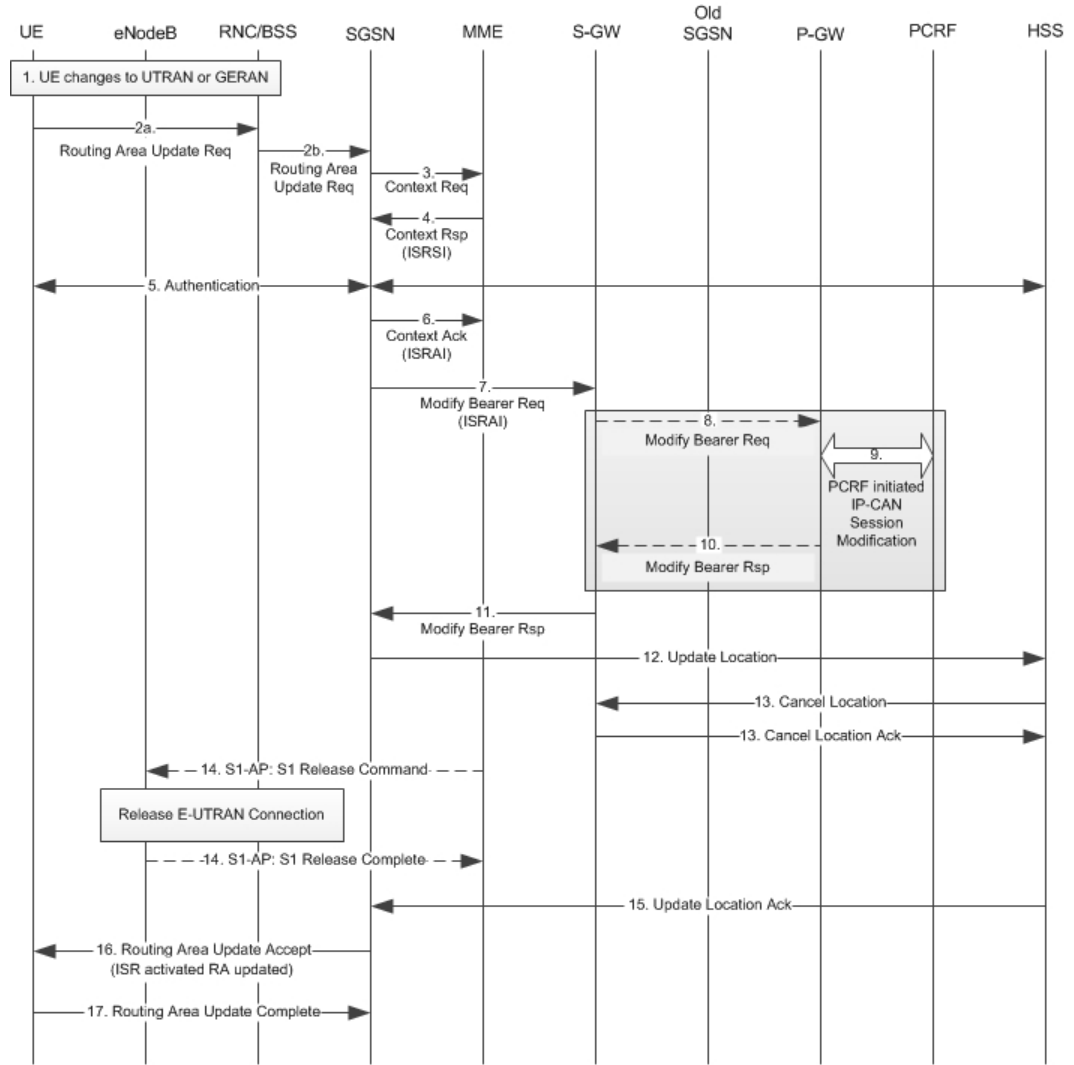 UE
eNodeB
RNC/BSS
SGSN
MME
S-GW
Old
SGSN
P-GW
PCRF
HSS
1. UE changes to UTRAN or GERAN
2a.
Routing Area Update Req
2b.
Routing Area
Update Req
3.
Context Req
4.
Context Rsp
(ISRSI)
5. Authentication
6.
Context Ack
(ISRAI)
7.
Modify Bearer Req
(ISRAI)
8.
Modify Bearer Req
9.
PCRF initiated
IP-CAN
Session
Modification
10.
Modify Bearer Rsp
11.
Modify Bearer Rsp
12. Update Location
13. Cancel Location
13. Cancel Location Ack
14. S1-AP: S1 Release Command
Release E-UTRAN Connection
14. S1-AP: S1 Release Complete
15. Update Location Ack
16. Routing Area Update Accept
(ISR activated RA updated)
17. Routing Area Update Complete